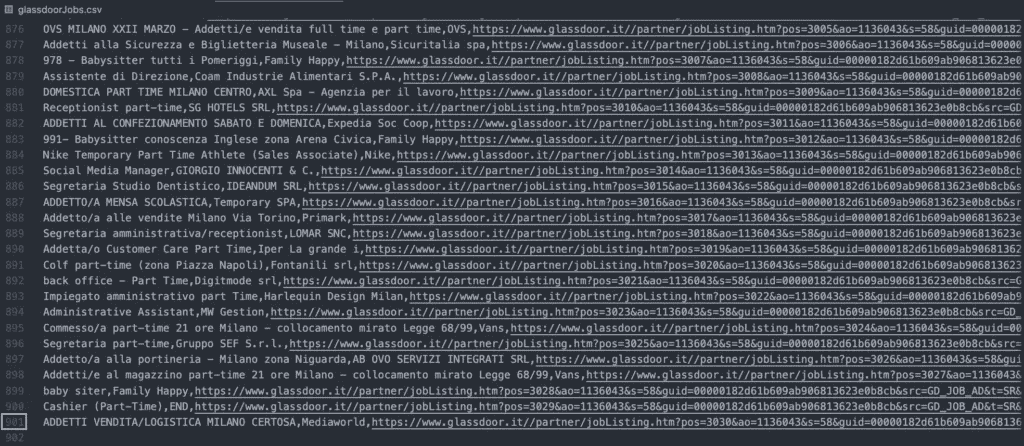 glassdoorJobs.csv
876 OVS MILANO XXII MARZO – Addetti/e vendita full time e part time,OVS,https://www.glassdoor.it//partner/jobListing.htm?pos=3005&ao=1136043&s=58&guid=00000182
877 Addetti alla Sicurezza e Biglietteria Museale – Milano,Sicuritalia spa,https://www.glassdoor.it//partner/jobListing.htm?pos=3006&ao=1136043&s=58&guid=00000
878 978 – Babysitter tutti i Pomeriggi,Family Happy,https://www.glassdoor.it//partner/jobListing.htm?pos=3007&ao=1136043&s=58&guid=00000182d61b609ab906813623e0b
879 Assistente di Direzione,Coam Industrie Alimentari S.P.A.,https://www.glassdoor.it//partner/jobListing.htm?pos=3008&ao=1136043&s=58&guid=00000182d61b609ab90
880 DOMESTICA PART TIME MILANO CENTRO,AXL Spa – Agenzia per il lavoro,https://www.glassdoor.it//partner/jobListing.htm?pos=3009&ao=1136043&s=58&guid=00000182d6
881 Receptionist part-time,SG HOTELS SRL,https://www.glassdoor.it//partner/jobListing.htm?pos=3010&ao=1136043&s=58&guid=00000182d61b609ab906813623e0b8cb&src=GD
882 ADDETTI AL CONFEZIONAMENTO SABATO E DOMENICA,Expedia Soc Coop,https://www.glassdoor.it//partner/jobListing.htm?pos=3011&ao=1136043&s=58&guid=00000182d61b60
883 991– Babysitter conoscenza Inglese zona Arena Civica,Family Happy,https://www.glassdoor.it//partner/jobListing.htm?pos=3012&ao=1136043&s=58&guid=00000182d6
884 Nike Temporary Part Time Athlete (Sales Associate),Nike,https://www.glassdoor.it//partner/jobListing.htm?pos=3013&ao=1136043&s=58&guid=00000182d61b609ab906
885 Social Media Manager,GIORGIO INNOCENTI & C.,https://www.glassdoor.it//partner/jobListing.htm?pos=3014&ao=1136043&s=58&guid=00000182d61b609ab906813623e0b8cb
886 Segretaria Studio Dentistico,IDEANDUM SRL,https://www.glassdoor.it//partner/jobListing.htm?pos=3015&ao=1136043&s=58&guid=00000182d61b609ab906813623e0b8cb&s
887 ADDETTO/A MENSA SCOLASTICA,Temporary SPA,https://www.glassdoor.it//partner/jobListing.htm?pos=3016&ao=1136043&s=58&guid=00000182d61b609ab906813623e0b8cb&sr
888 Addetto/a alle vendite Milano Via Torino,Primark,https://www.glassdoor.it//partner/jobListing.htm?pos=3017&ao=1136043&s=58&guid=00000182d61b609ab906813623e0
889 Segretaria amministrativa/receptionist,LOMAR SNC,https://www.glassdoor.it//partner/jobListing.htm?pos=3018&ao=1136043&s=58&guid=00000182d61b609ab906813623e
890 Addetta/o Customer Care Part Time,Iper La grande i,https://www.glassdoor.it//partner/jobListing.htm?pos=3019&ao=1136043&s=58&guid=00000182d61b609ab90681362
891 Colf part-time (zona Piazza Napoli),Fontanili srl,https://www.glassdoor.it//partner/jobListing.htm?pos=3020&ao=1136043&s=58&guid=00000182d61b609ab906813623
892 back office – Part Time,Digitmode srl,https://www.glassdoor.it//partner/jobListing.htm?pos=3021&ao=1136043&s=58&guid=00000182d61b609ab906813623e0b8cb&src=G
893 Impiegato amministrativo part Time,Harlequin Design Milan,https://www.glassdoor.it//partner/jobListing.htm?pos=3022&ao=1136043&s=58&guid=00000182d61b609ab9
894 Administrative Assistant,MW Gestion,https://www.glassdoor.it//partner/jobListing.htm?pos=3023&ao=1136043&s=58&guid=00000182d61b609ab906813623e0b8cb&src=GD_
895 Commesso/a part-time 21 ore Milano – collocamento mirato Legge 68/99,Vans,https://www.glassdoor.it//partner/jobListing.htm?pos=3024&ao=1136043&s=58&guid=00
896 Segretaria part-time,Gruppo SEF S.r.l.,https://www.glassdoor.it//partner/jobListing.htm?pos=3025&ao=1136043&s=58&guid=00000182d61b609ab906813623e0b8cb&src=
897 Addetto/a alla portineria – Milano zona Niguarda,AB OVO SERVIZI INTEGRATI SRL,https://www.glassdoor.it//partner/jobListing.htm?pos=3026&ao=1136043&s=58&gui
898 Addetti/e al magazzino part-time 21 ore Milano – collocamento mirato Legge 68/99,Vans,https://www.glassdoor.it//partner/jobListing.htm?pos=3027&ao=1136043&s
899 baby siter,Family Happy,https://www.glassdoor.it//partner/jobListing.htm?pos=3028&ao=1136043&s=58&guid=00000182d61b609ab906813623e0b8cb&src=GD_JOB_AD&t=SR&
900 Cashier (Part-Time),END,https://www.glassdoor.it//partner/jobListing.htm?pos=3029&ao=1136043&s=58&guid=00000182d61b609ab906813623e0b8cb&src=GD_JOB_AD&t=SR&
901 ADDETTI VENDITA/LOGISTICA MILANO CERTOSA,Mediaworld,https://www.glassdoor.it//partner/jobListing.htm?pos=3030&ao=1136043&s=58&guid=00000182d61b609ab9068136
902